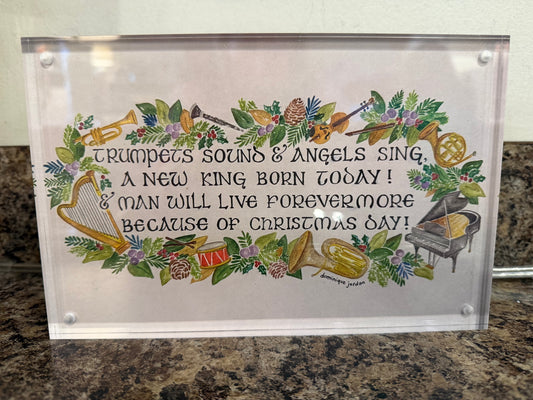 TRUMPETS SOUND & ANGELS SING,
A NEW KING BORN TODAY!
& MAN WILL LIVE FOREVERMORE
BECAUSE OF CHRISTMAS DAY!
dominique jordan